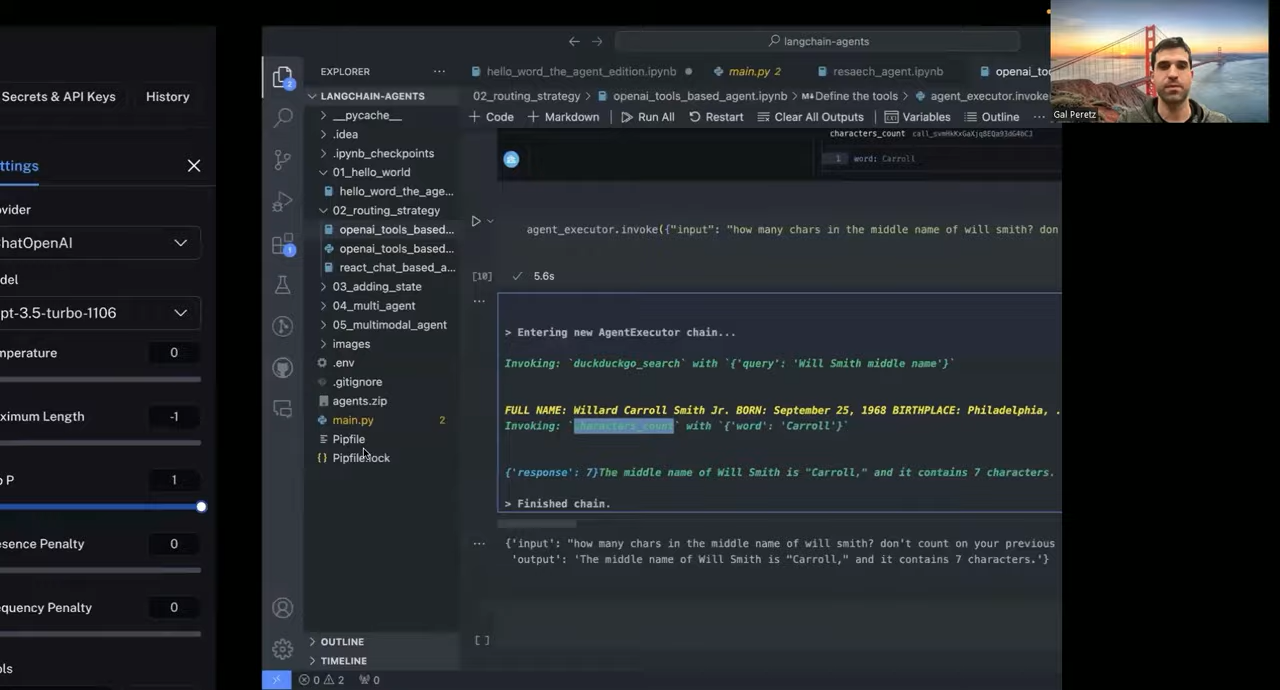 Secrets & API Keys
History
ttings
ovider
ChatOpenAI
odel
pt-3.5-turbo-1106
mperature
0
ximum Length
-1
p P
1
esence Penalty
0
equency Penalty
0
ols
langchain-agents
EXPLORER
LANGCHAIN-AGENTS
__pycache__
.idea
.ipynb_checkpoints
01_hello_world
hello_word_the_age...
02_routing_strategy
openai_tools_based...
openai_tools_based...
react_chat_based_a...
03_adding_state
04_multi_agent
05_multimodal_agent
images
.env
.gitignore
agents.zip
main.py 2
Pipfile
OUTLINE
TIMELINE
0 2 0
hello_word_the_agent_edition.ipynb main.py 2 resaech_agent.ipynb openai_to
02_routing_strategy > openai_tools_based_agent.ipynb > M↓Define the tools > agent_executor.invoke
+ Code + Markdown Run All Restart Clear All Outputs ... Variables Outline ...
characters_count
1 word: Carroll
agent_executor.invoke({"input": "how many chars in the middle name of will smith? don
[10] 5.6s
> Entering new AgentExecutor chain...
Invoking: `duckduckgo_search` with `{'query': 'Will Smith middle name'}`
FULL NAME: Willard Carroll Smith Jr. BORN: September 25, 1968 BIRTHPLACE: Philadelphia, .
Invoking: `characters_count` with `{'word': 'Carroll'}`
{'response': 7}The middle name of Will Smith is "Carroll," and it contains 7 characters.
> Finished chain.
{'input': "how many chars in the middle name of will smith? don't count on your previous
'output': 'The middle name of Will Smith is "Carroll," and it contains 7 characters.'}
[ ]
Gal Peretz